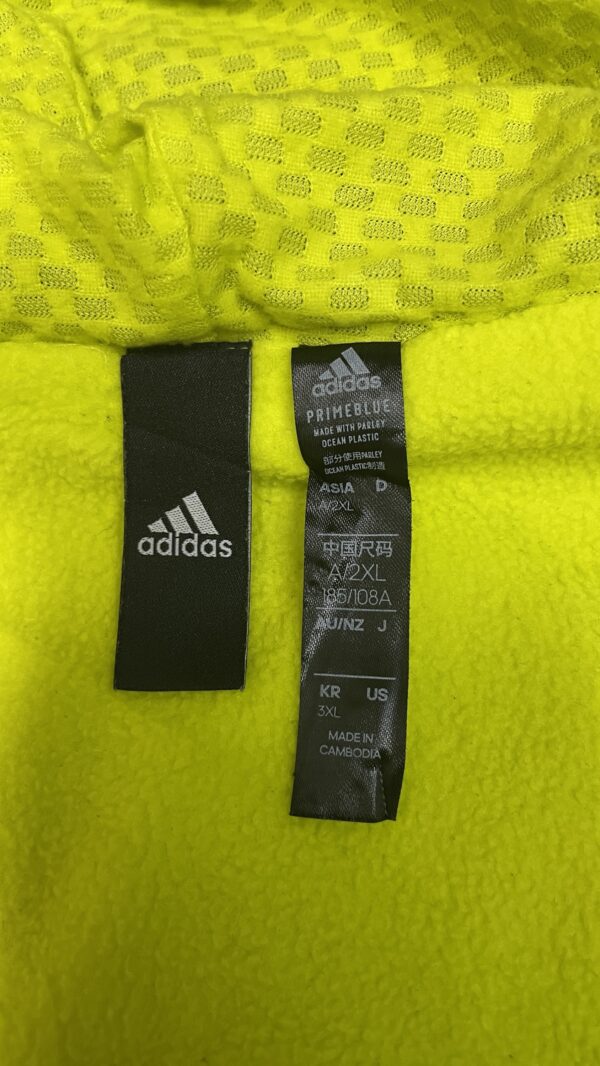 adidas
adidas
PRIMEBLUE
MADE WITH PARLEY
OCEAN PLASTIC
部分使用PARLEY
OCEAN PLASTIC制造
ASIA D
A/2XL
中国尺码
A/2XL
185/108A
AU/NZ J
KR US
3XL
MADE IN
CAMBODIA